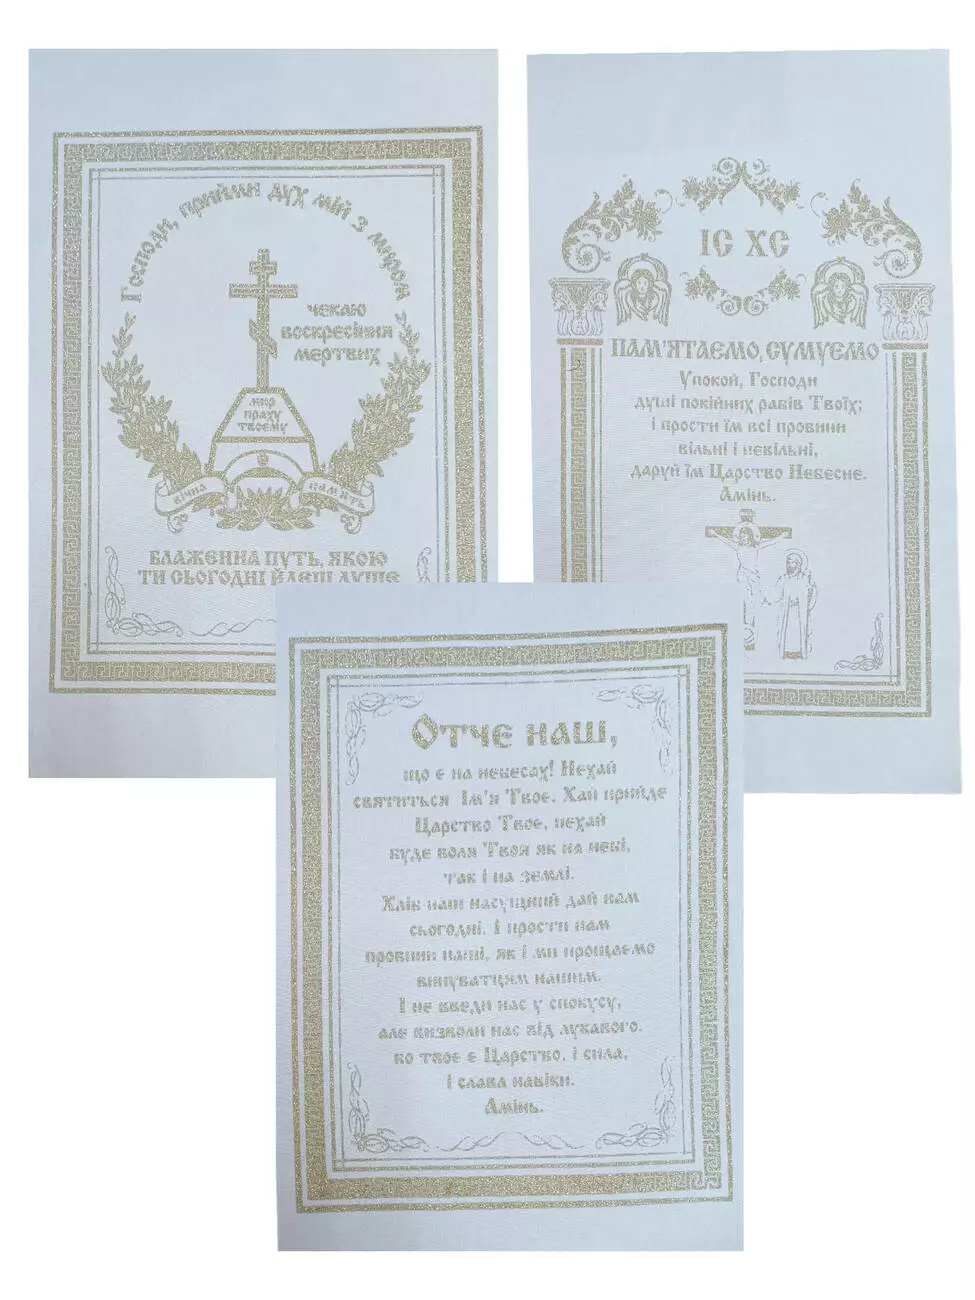 Господи, прийми дух мій з миром
чекаю
воскресіння
мертвих
мир
праху
твоєму
вічна память
Блаженна путь, якою
ти сьогодні йдеш душе
ІС ХС
Пам'ятаємо, сумуємо
Упокой, Господи
душі покійних рабів Твоїх;
і прости їм всі провини
вільні і невільні,
даруй їм Царство Небесне.
Амінь.
Отче наш,
що є на небесах! Нехай
святиться Ім'я Твоє. Хай прийде
Царство Твоє, нехай
буде воля Твоя як на небі,
так і на землі.
Хліб наш насущний дай нам
сьогодні. І прости нам
провини наші, як і ми прощаємо
винуватцям нашим.
І не введи нас у спокусу,
але визволи нас від лукавого.
бо твоє є Царство, і сила,
і слава навіки.
Амінь.